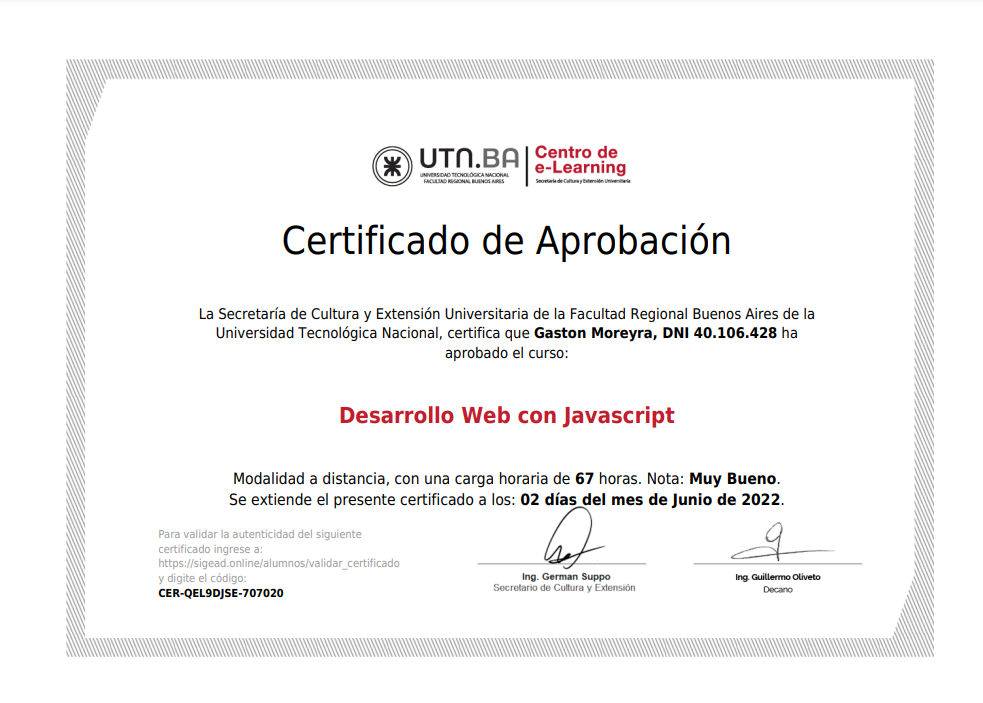 UTN.BA
UNIVERSIDAD TECNOLÓGICA NACIONAL
FACULTAD REGIONAL BUENOS AIRES
Centro de
e-Learning
Secretaría de Cultura y Extensión Universitaria
Certificado de Aprobación
La Secretaría de Cultura y Extensión Universitaria de la Facultad Regional Buenos Aires de la
Universidad Tecnológica Nacional, certifica que Gaston Moreyra, DNI 40.106.428 ha
aprobado el curso:
Desarrollo Web con Javascript
Modalidad a distancia, con una carga horaria de 67 horas. Nota: Muy Bueno.
Se extiende el presente certificado a los: 02 días del mes de Junio de 2022.
Para validar la autenticidad del siguiente
certificado ingrese a:
https://sigead.online/alumnos/validar_certificado
y digite el código:
CER-QEL9DJSE-707020
Ing. German Suppo
Secretario de Cultura y Extensión
Ing. Guillermo Oliveto
Decano